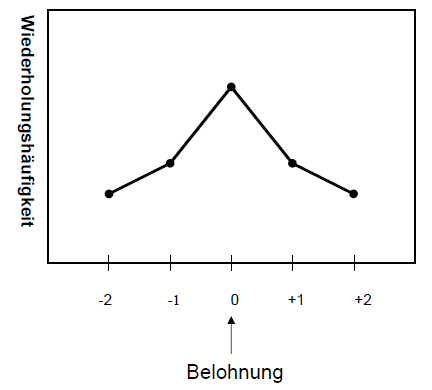 Wiederholungshäufigkeit
-2 -1 0 +1 +2
Belohnung